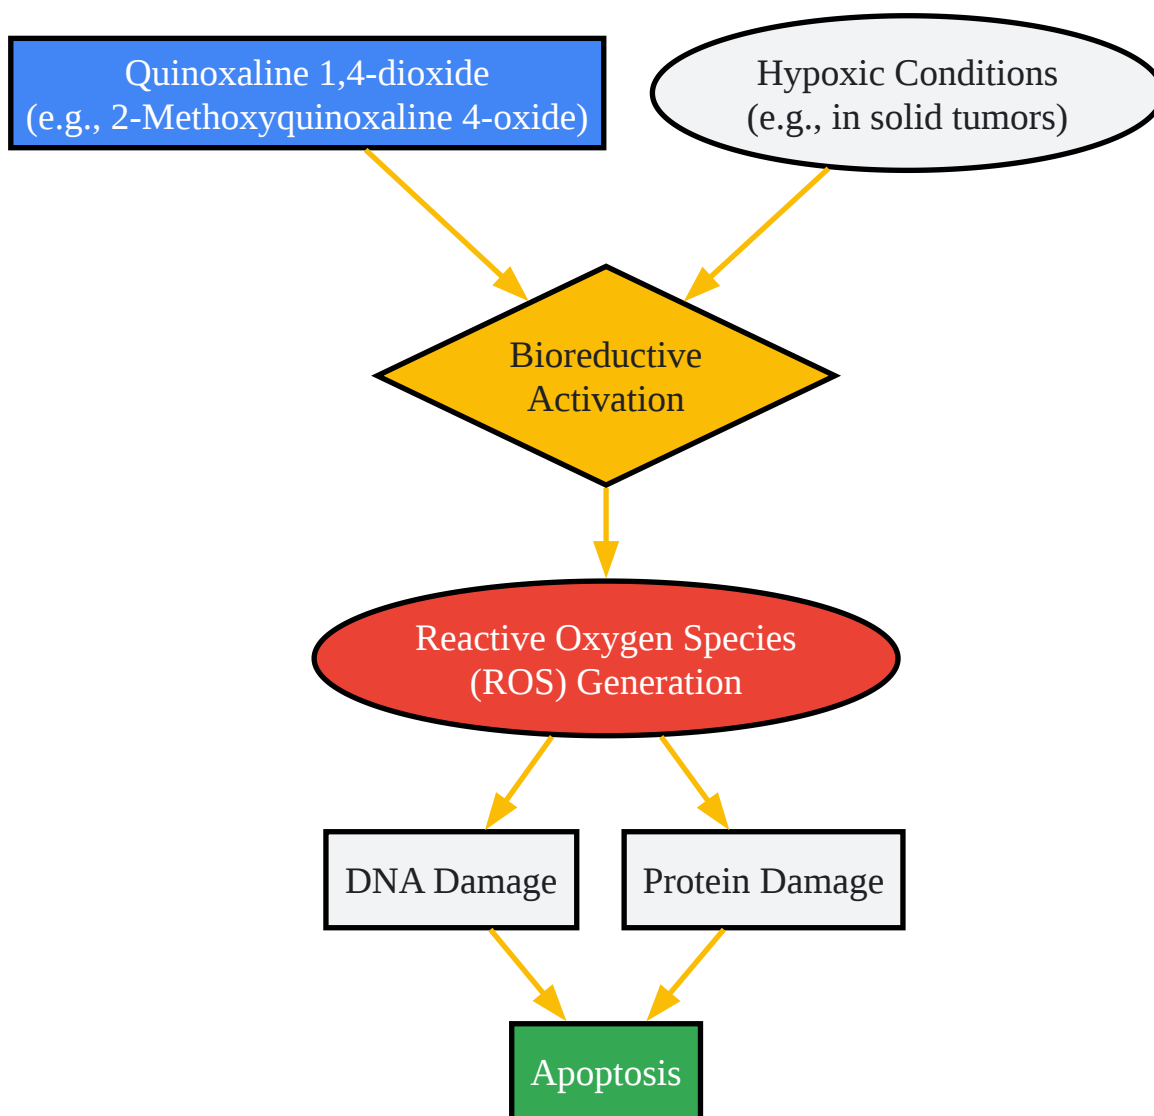 Quinoxaline 1,4-dioxide
(e.g., 2-Methoxyquinoxaline 4-oxide)
Hypoxic Conditions
(e.g., in solid tumors)
Bioreductive
Activation
Reactive Oxygen Species
(ROS) Generation
DNA Damage
Protein Damage
Apoptosis